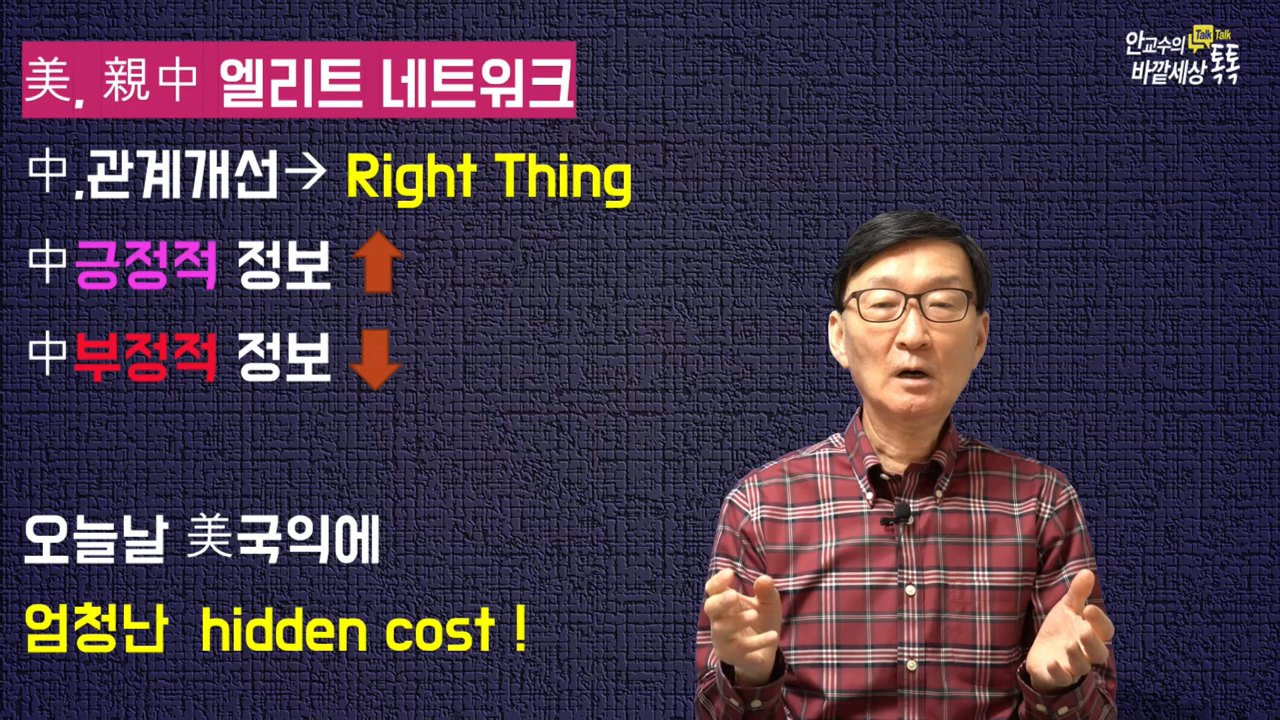 美, 親中 엘리트 네트워크
안교수의 Talk Talk
바깥세상 톡톡
中.관계개선→ Right Thing
中긍정적 정보
中부정적 정보
오늘날 美국익에
엄청난 hidden cost !